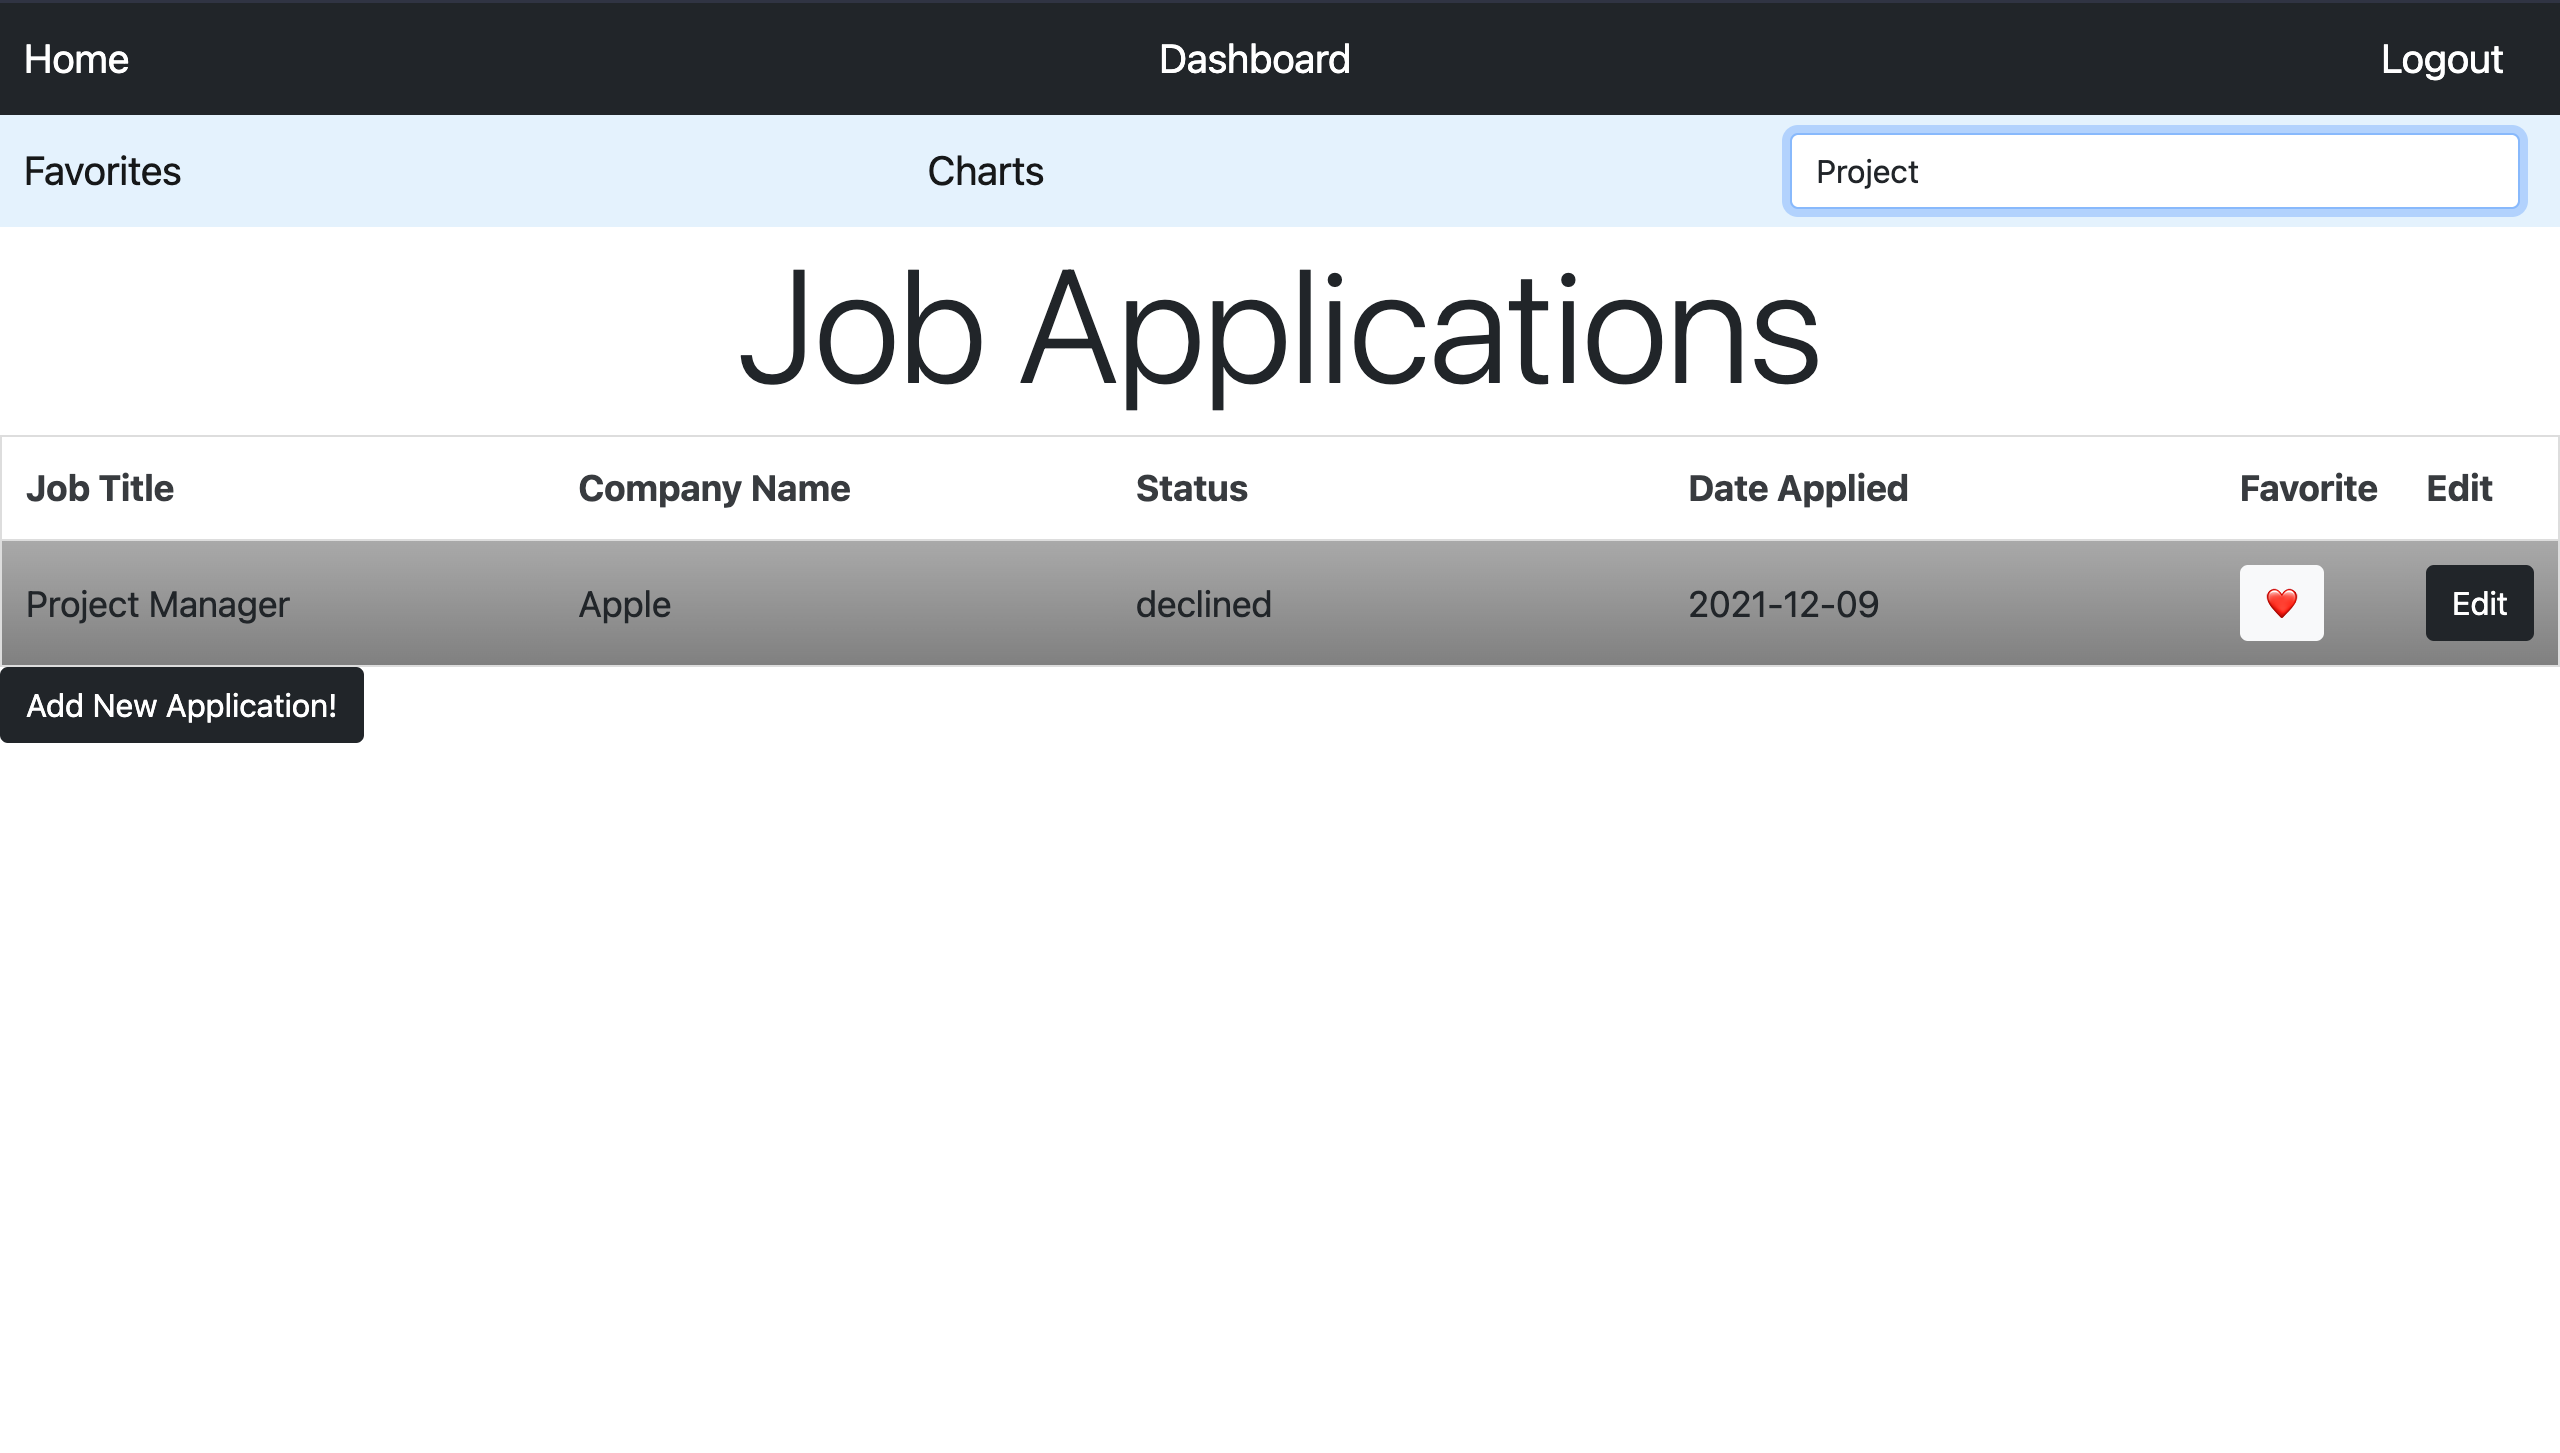 Home Dashboard Logout
Favorites Charts Project
Job Applications
Job Title Company Name Status Date Applied Favorite Edit
Project Manager Apple declined 2021-12-09 ❤️ Edit
Add New Application!